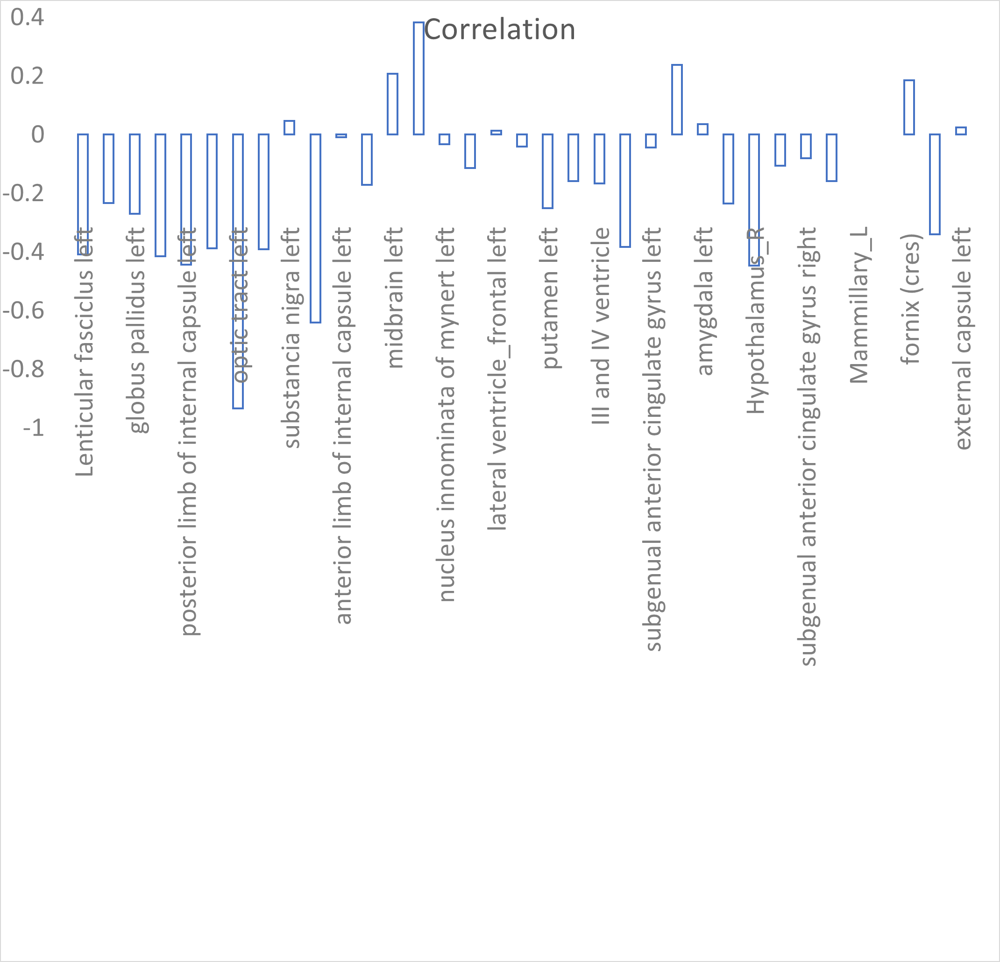 Correlation
0.4
0.2
0
-0.2
-0.4
-0.6
-0.8
-1
Lenticular fasciclus left
globus pallidus left
posterior limb of internal capsule left
optic tract left
substancia nigra left
anterior limb of internal capsule left
midbrain left
nucleus innominata of mynert left
lateral ventricle_frontal left
putamen left
III and IV ventricle
subgenual anterior cingulate gyrus left
amygdala left
Hypothalamus_R
subgenual anterior cingulate gyrus right
Mammillary_L
fornix (cres)
external capsule left